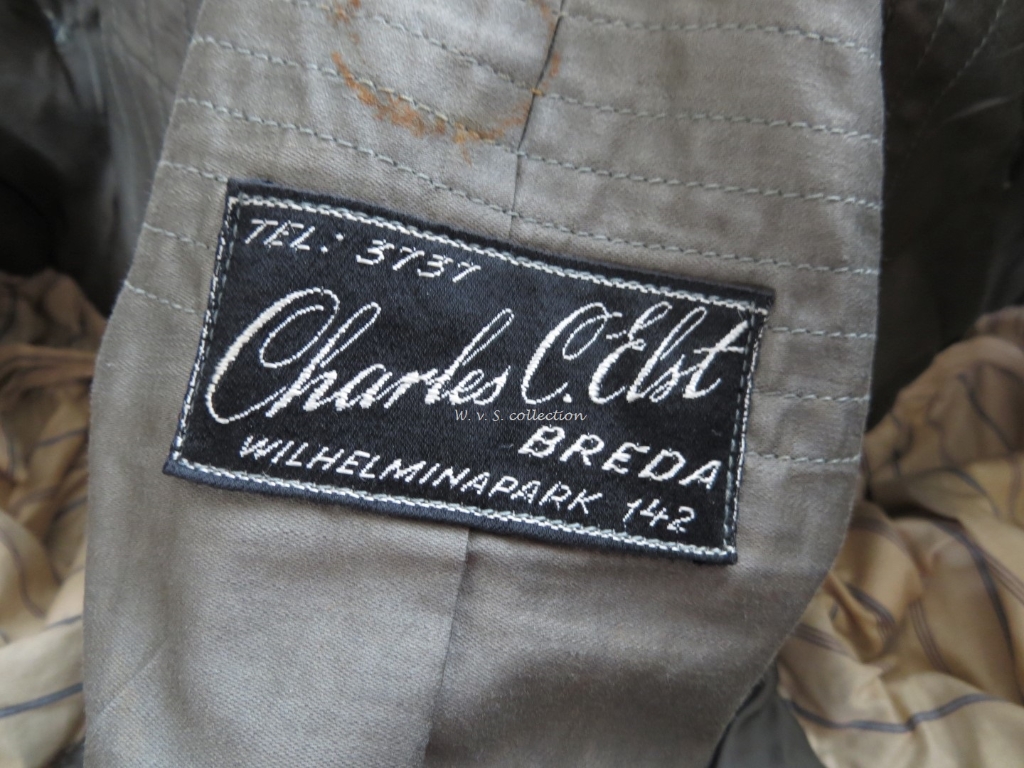 TEL: 3737
Charles C. Elst
W. v. S. collection
BREDA
WILHELMINAPARK 142